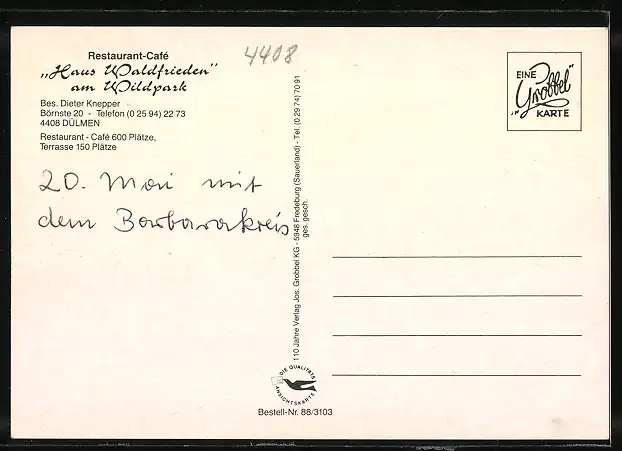 4408
Restaurant-Café
„Haus Waldfrieden"
am Wildpark
Bes. Dieter Knepper
Börnste 20 - Telefon (0 25 94) 22 73
4408 DÜLMEN
Restaurant - Café 600 Plätze,
Terrasse 150 Plätze
20. Mai mit
dem Barbarakreis
110 Jahre Verlag Jos. Grobbel KG - 5948 Fredeburg (Sauerland) - Tel. (0 29 74) 70 91
ges. gesch.
EINE
„Grobbel"
KARTE
DIE QUALITÄTS
ANSICHTSKARTE
Bestell-Nr. 88/3103